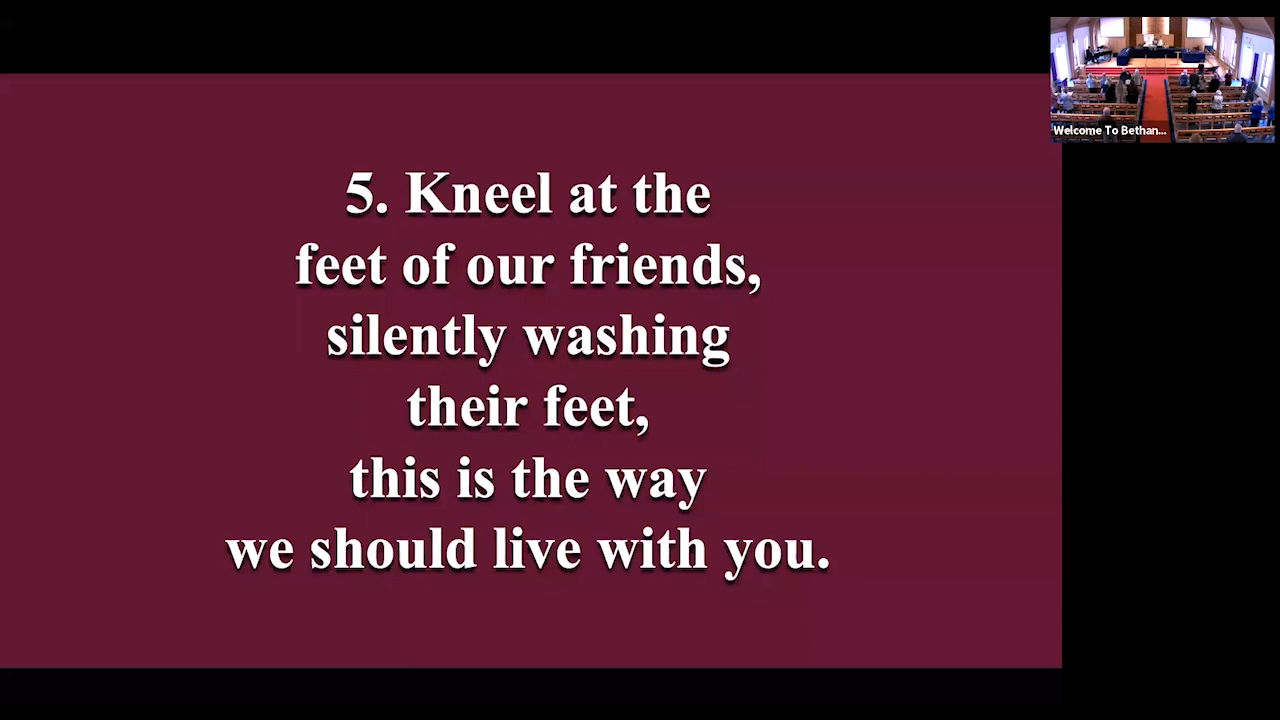 5. Kneel at the
feet of our friends,
silently washing
their feet,
this is the way
we should live with you.
Welcome To Bethan...